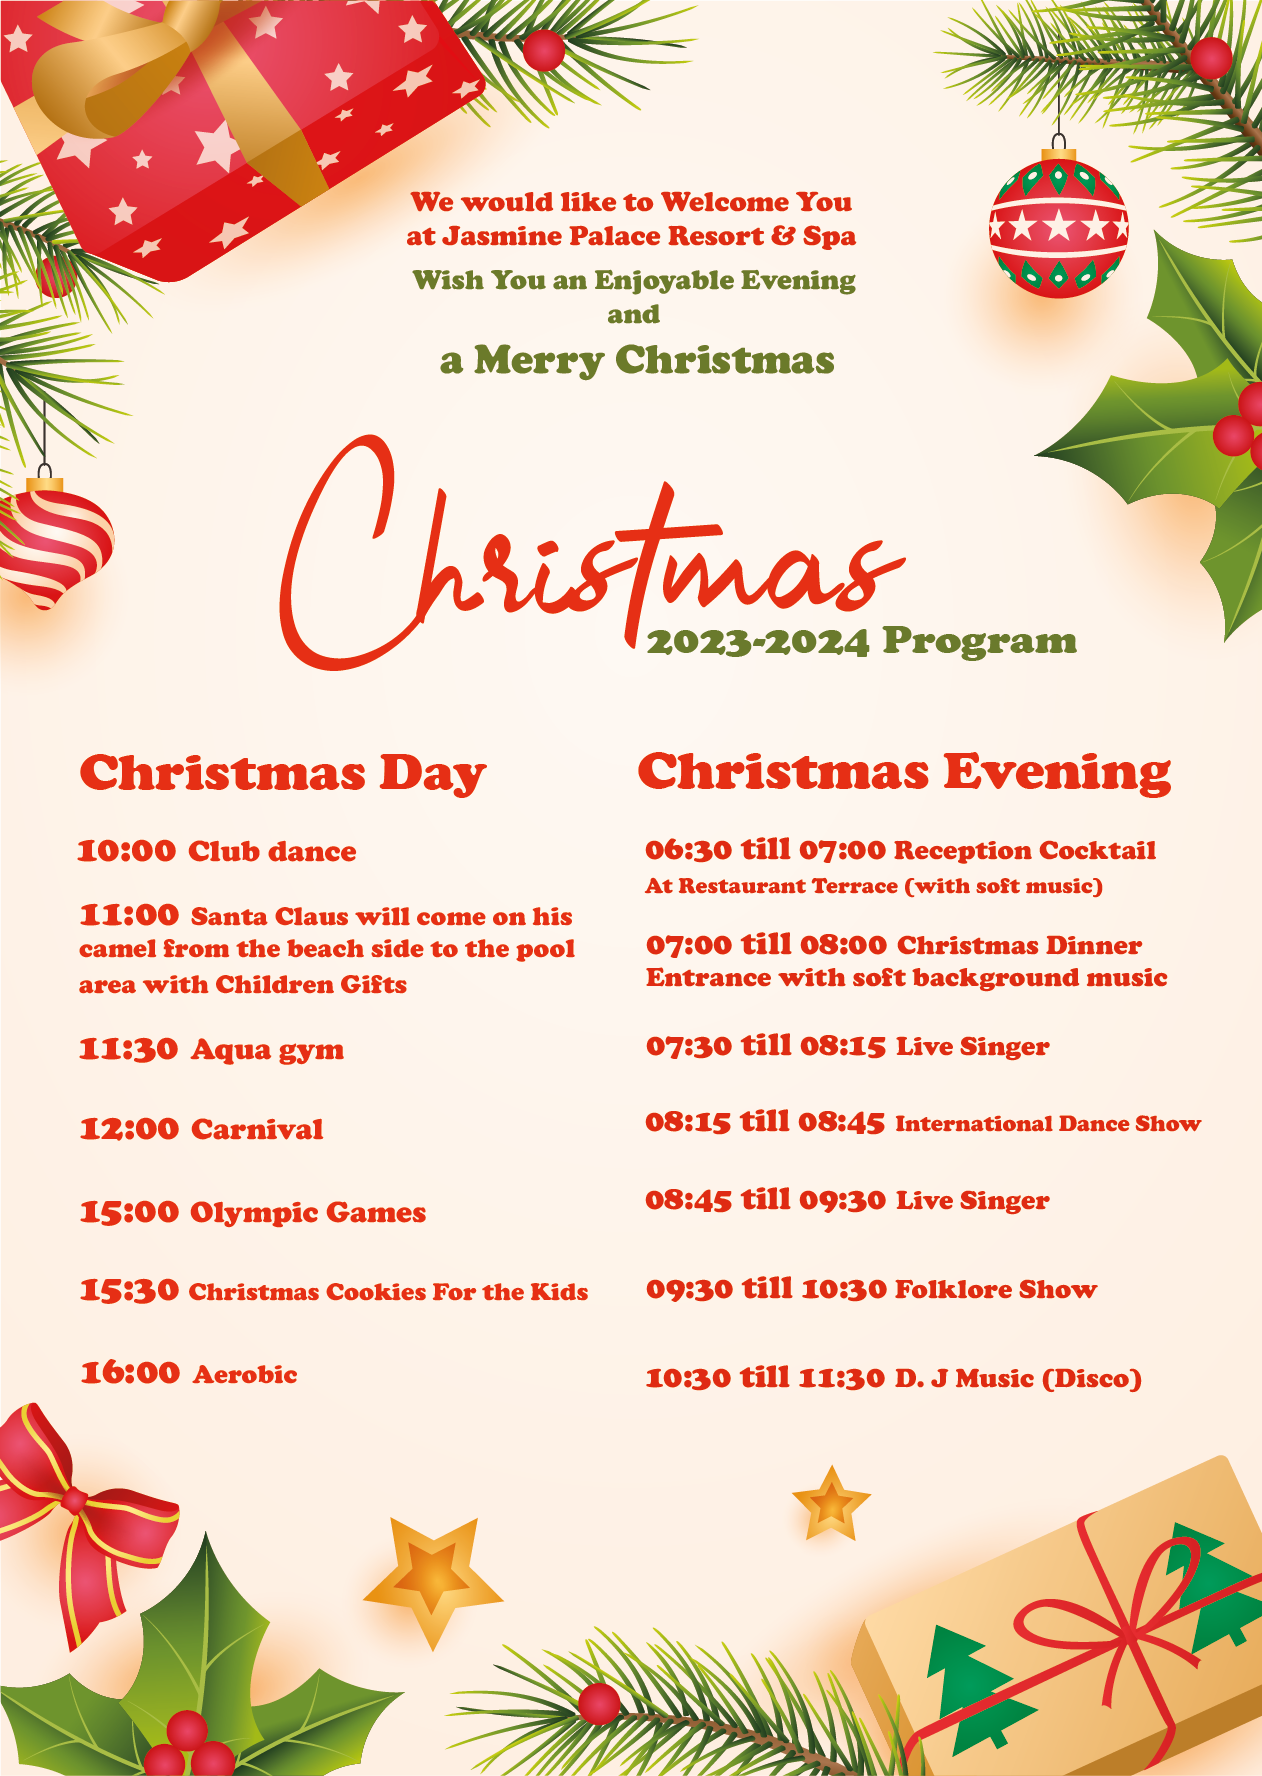 We would like to Welcome You
at Jasmine Palace Resort & Spa
Wish You an Enjoyable Evening
and
a Merry Christmas
Christmas
2023-2024 Program
Christmas Day
10:00 Club dance
11:00 Santa Claus will come on his
camel from the beach side to the pool
area with Children Gifts
11:30 Aqua gym
12:00 Carnival
15:00 Olympic Games
15:30 Christmas Cookies For the Kids
16:00 Aerobic
Christmas Evening
06:30 till 07:00 Reception Cocktail
At Restaurant Terrace (with soft music)
07:00 till 08:00 Christmas Dinner
Entrance with soft background music
07:30 till 08:15 Live Singer
08:15 till 08:45 International Dance Show
08:45 till 09:30 Live Singer
09:30 till 10:30 Folklore Show
10:30 till 11:30 D. J Music (Disco)